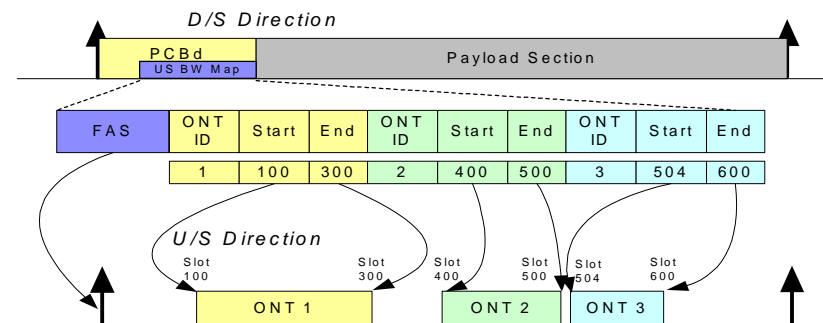 D/S Direction
PCBd
US BW Map
Payload Section
FAS
ONT ID
Start
End
ONT ID
Start
End
ONT ID
Start
End
1
100
300
2
400
500
3
504
600
U/S Direction
Slot 100
Slot 300
Slot 400
Slot 500
Slot 504
Slot 600
ONT 1
ONT 2
ONT 3